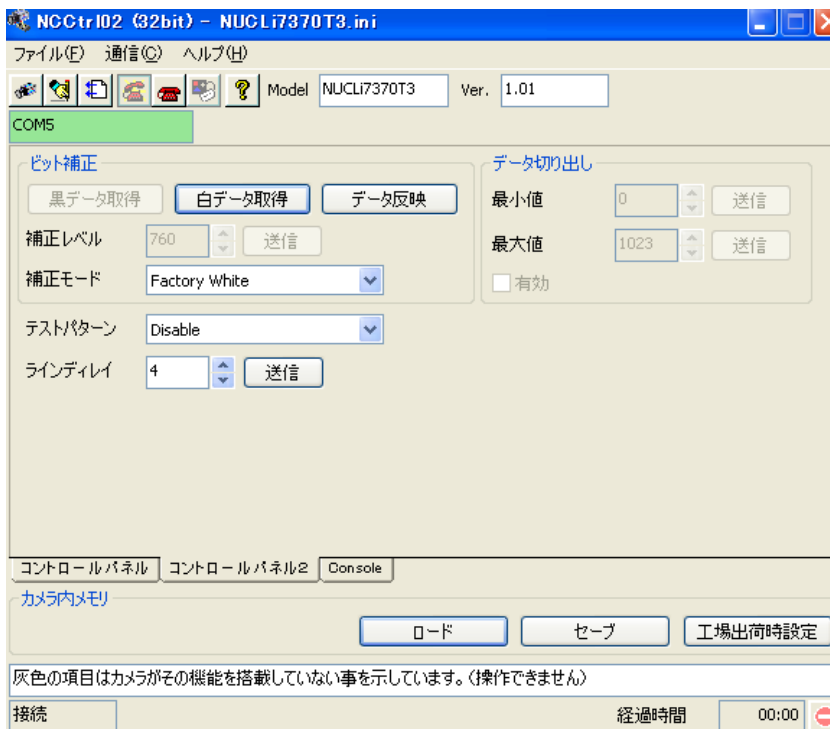 NCCtrl02 (32bit) - NUCLi7370T3.ini
ファイル(F) 通信(C) ヘルプ(H)
Model NUCLi7370T3 Ver. 1.01
COM5
ビット補正
黒データ取得 白データ取得 データ反映
補正レベル 760 送信
補正モード Factory White
データ切り出し
最小値 0 送信
最大値 1023 送信
有効
テストパターン Disable
ラインディレイ 4 送信
コントロールパネル コントロールパネル2 Console
カメラ内メモリ
ロード セーブ 工場出荷時設定
灰色の項目はカメラがその機能を搭載していない事を示しています。(操作できません)
接続 経過時間 00:00